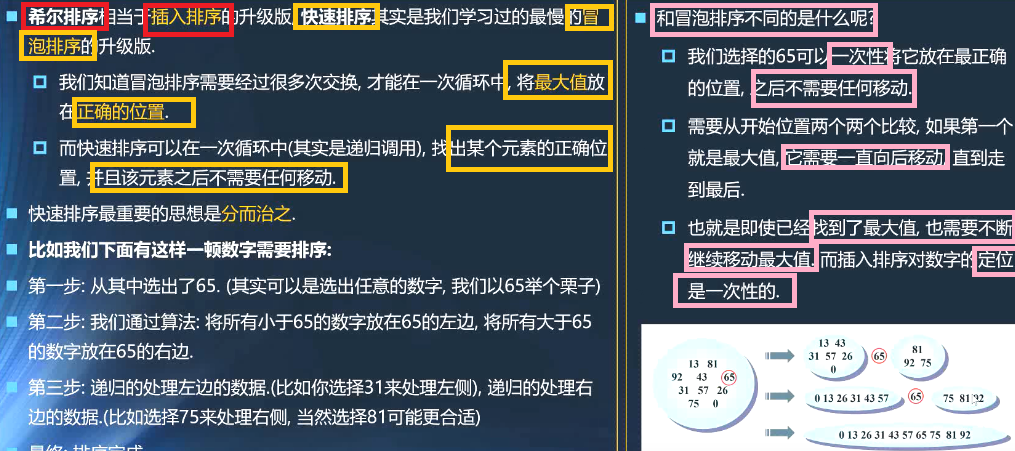 希尔排序相当于插入排序的升级版, 快速排序其实是我们学习过的最慢的冒
泡排序的升级版.
我们知道冒泡排序需要经过很多次交换, 才能在一次循环中, 将最大值放
在正确的位置.
而快速排序可以在一次循环中(其实是递归调用), 找出某个元素的正确位
置, 并且该元素之后不需要任何移动.
快速排序最重要的思想是分而治之.
比如我们下面有这样一顿数字需要排序:
第一步: 从其中选出了65. (其实可以是选出任意的数字, 我们以65举个栗子)
第二步: 我们通过算法: 将所有小于65的数字放在65的左边, 将所有大于65
的数字放在65的右边.
第三步: 递归的处理左边的数据.(比如你选择31来处理左侧), 递归的处理右
边的数据.(比如选择75来处理右侧, 当然选择81可能更合适)
最终: 排序完成
和冒泡排序不同的是什么呢?
我们选择的65可以一次性将它放在最正确
的位置, 之后不需要任何移动.
需要从开始位置两个两个比较, 如果第一个
就是最大值, 它需要一直向后移动, 直到走
到最后.
也就是即使已经找到了最大值, 也需要不断
继续移动最大值. 而插入排序对数字的定位
是一次性的.
13 81
92 43 65
31 57 26
75 0
13 43
31 57 26
0
65
81
92 75
0 13 26 31 43 57
65
75 81 92
0 13 26 31 43 57 65 75 81 92